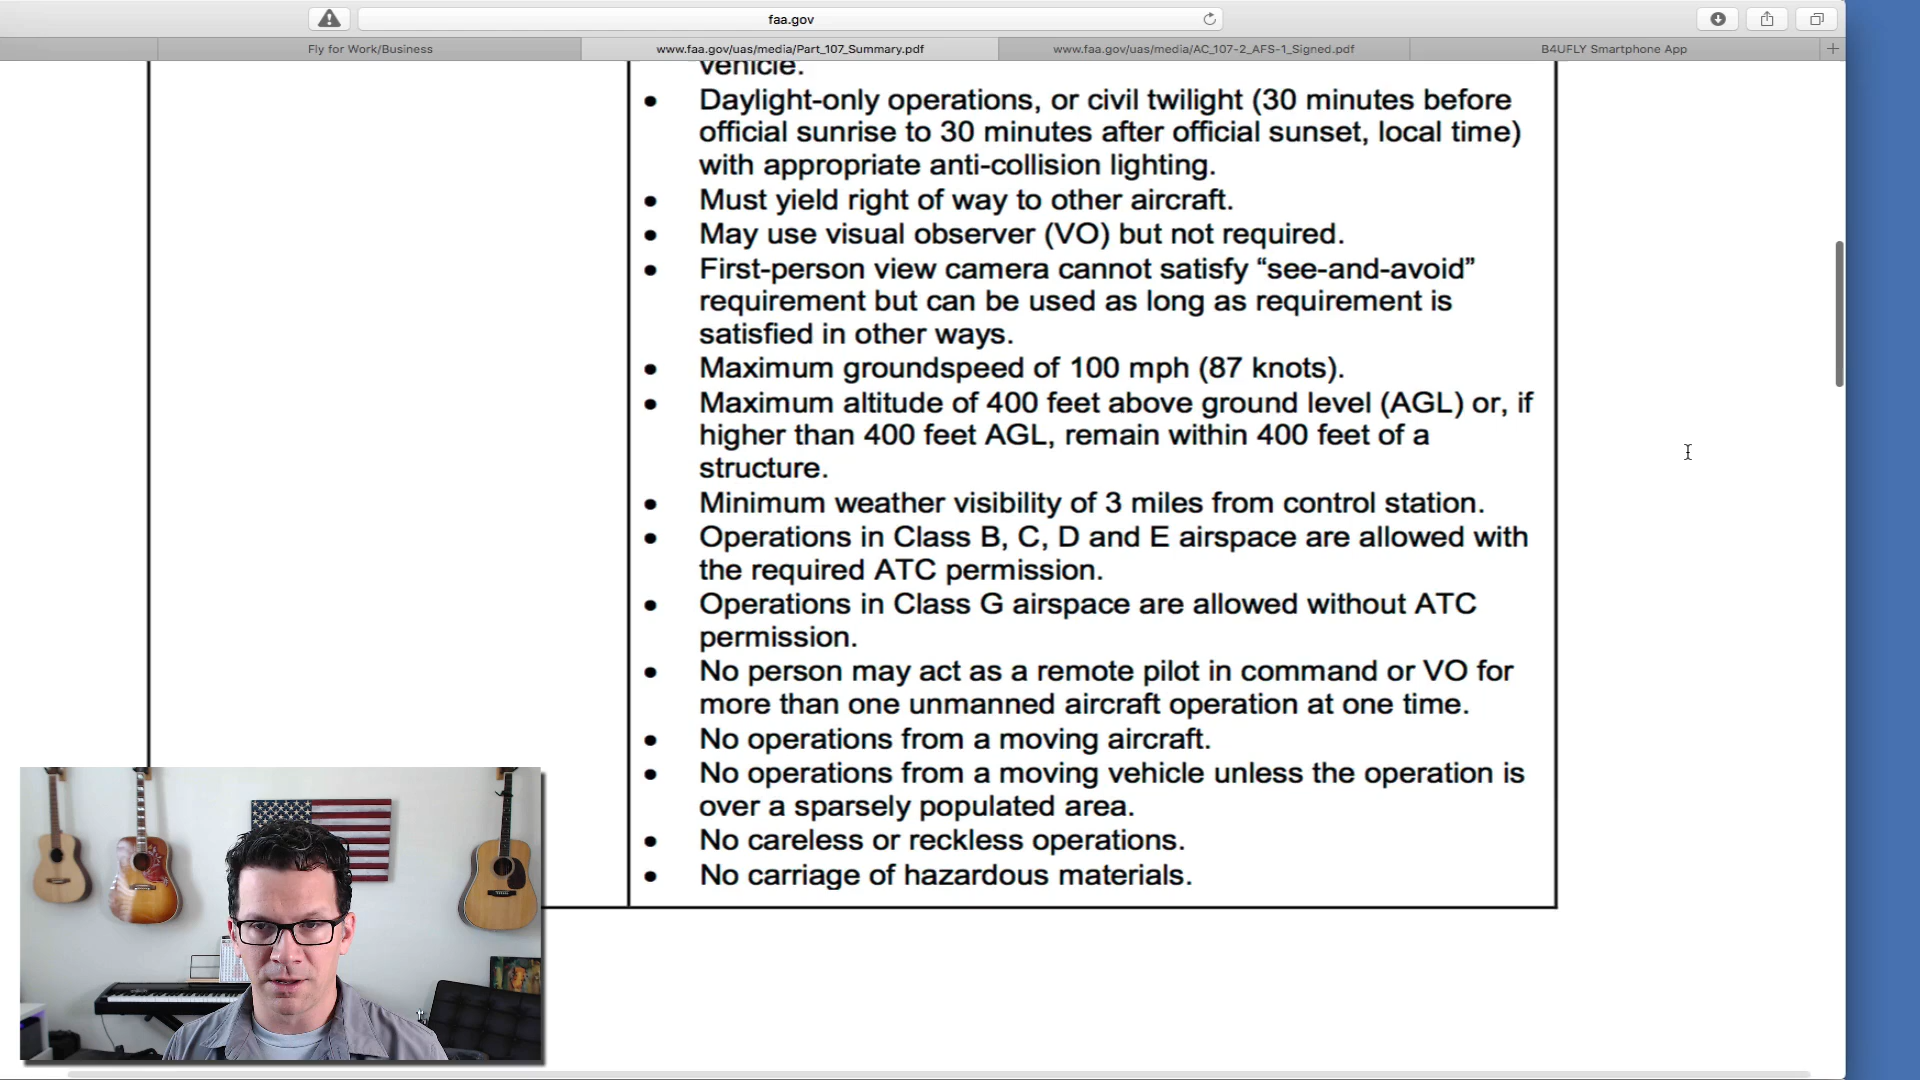 faa.gov
Fly for Work/Business
www.faa.gov/uas/media/Part_107_Summary.pdf
www.faa.gov/uas/media/AC_107-2_AFS-1_Signed.pdf
B4UFLY Smartphone App
vehicle.
• Daylight-only operations, or civil twilight (30 minutes before
official sunrise to 30 minutes after official sunset, local time)
with appropriate anti-collision lighting.
• Must yield right of way to other aircraft.
• May use visual observer (VO) but not required.
• First-person view camera cannot satisfy “see-and-avoid”
requirement but can be used as long as requirement is
satisfied in other ways.
• Maximum groundspeed of 100 mph (87 knots).
• Maximum altitude of 400 feet above ground level (AGL) or, if
higher than 400 feet AGL, remain within 400 feet of a
structure.
• Minimum weather visibility of 3 miles from control station.
• Operations in Class B, C, D and E airspace are allowed with
the required ATC permission.
• Operations in Class G airspace are allowed without ATC
permission.
• No person may act as a remote pilot in command or VO for
more than one unmanned aircraft operation at one time.
• No operations from a moving aircraft.
• No operations from a moving vehicle unless the operation is
over a sparsely populated area.
• No careless or reckless operations.
• No carriage of hazardous materials.